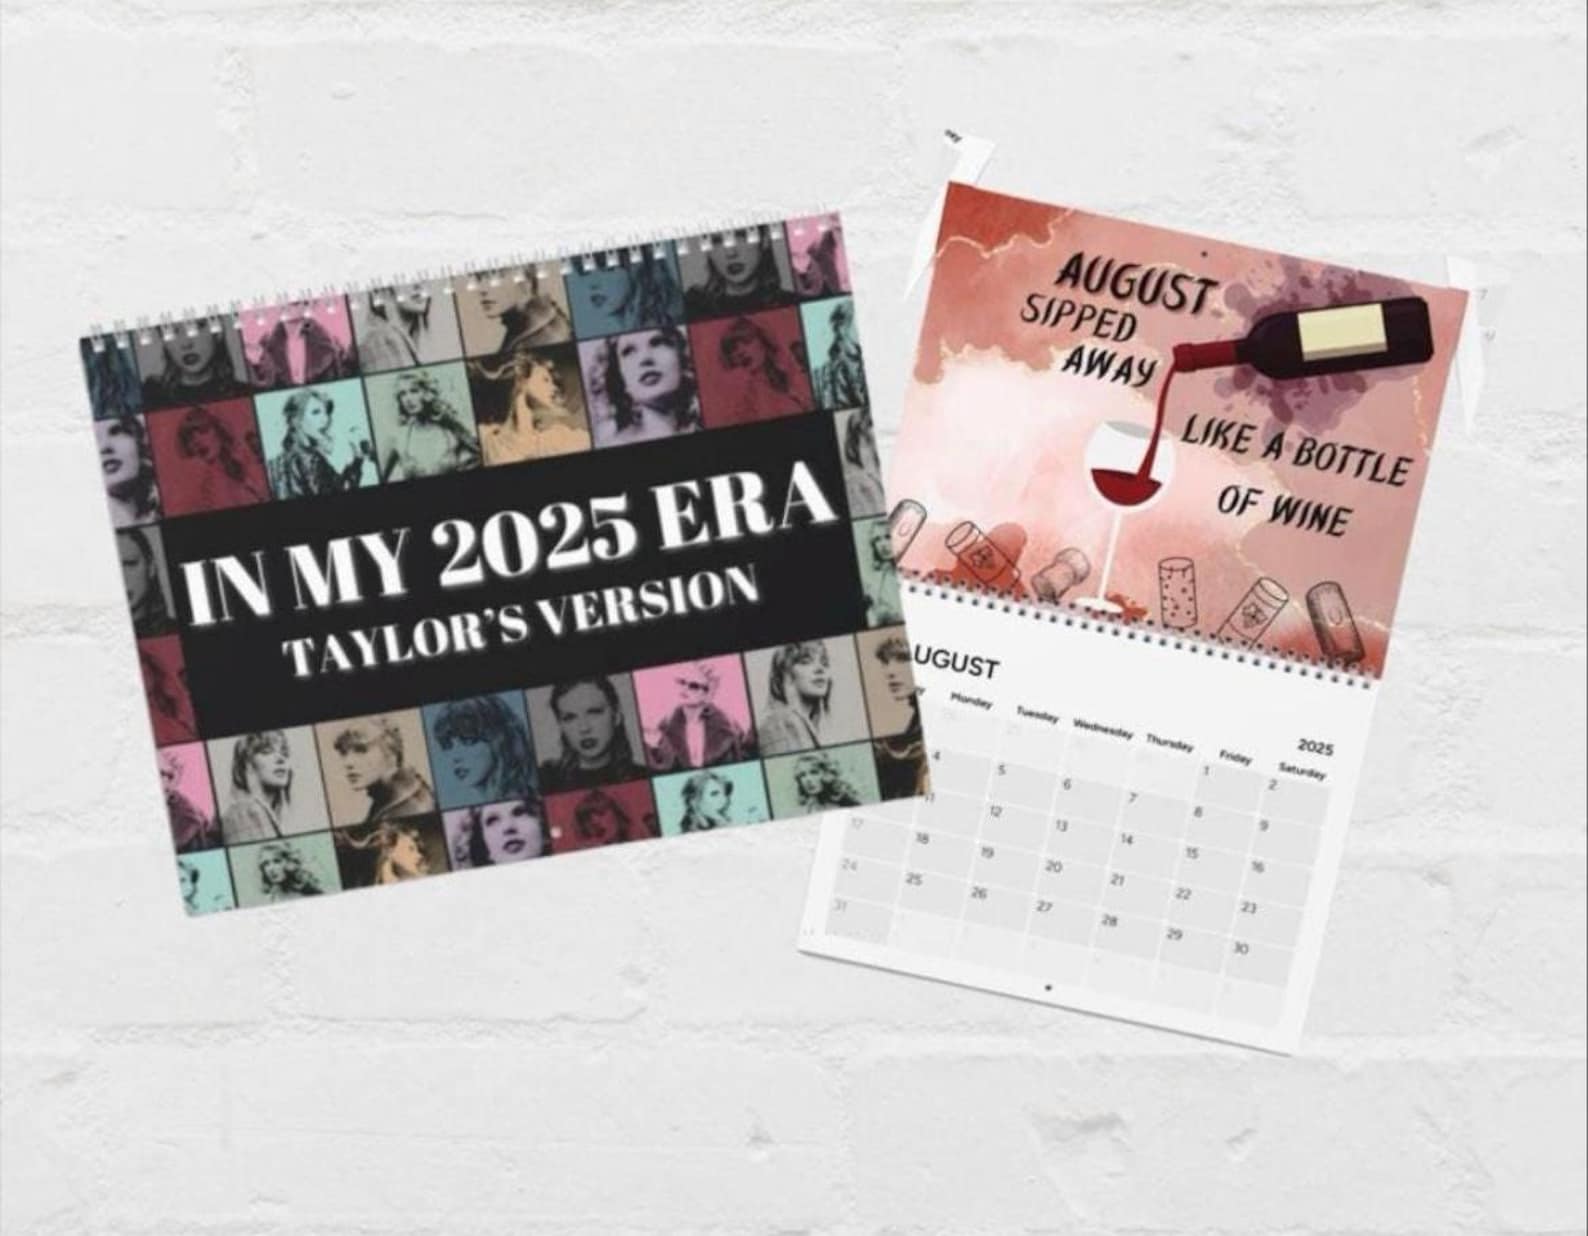 IN MY 2025 ERA
TAYLOR'S VERSION
AUGUST
SIPPED
AWAY
LIKE A BOTTLE
OF WINE
UGUST
2025
Monday Tuesday Wednesday Thursday Friday Saturday
1 2
4 5 6 7 8 9
11 12 13 14 15 16
17 18 19 20 21 22 23
24 25 26 27 28 29 30
31